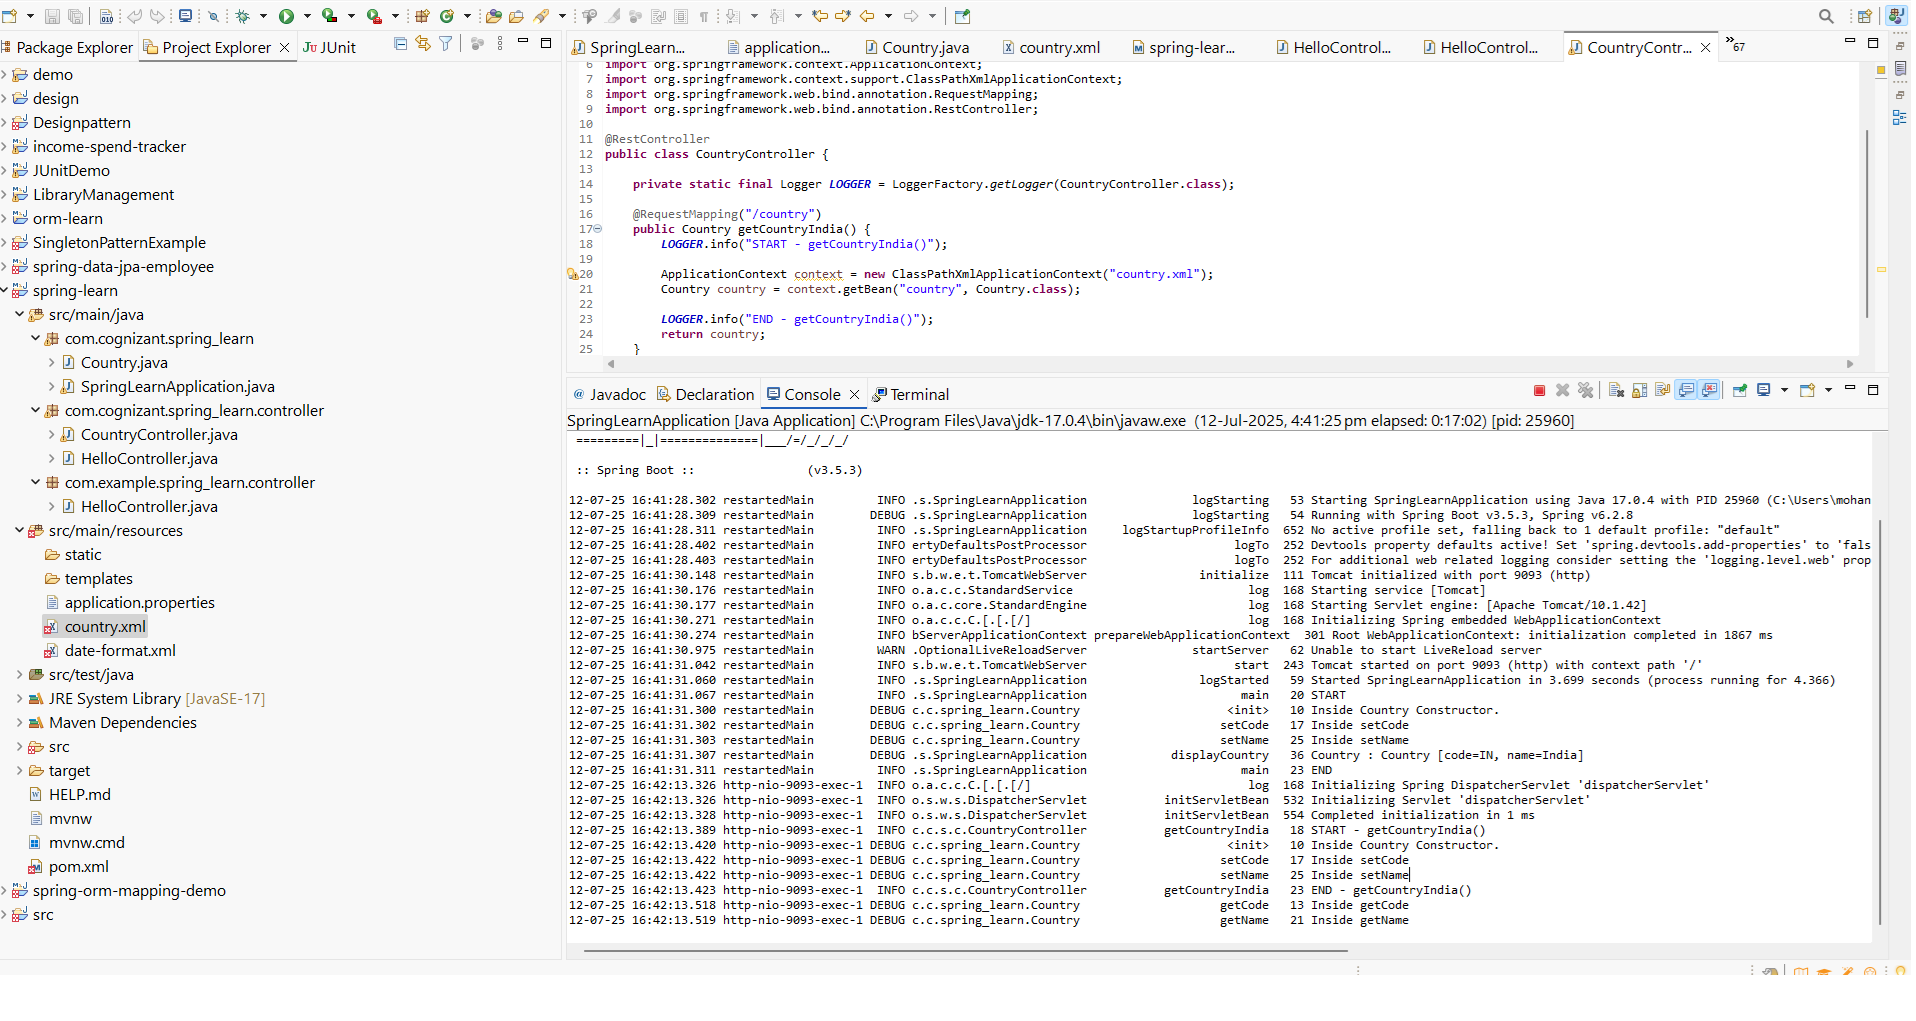 Package Explorer
Project Explorer
JUnit
demo
design
Designpattern
income-spend-tracker
JUnitDemo
LibraryManagement
orm-learn
SingletonPatternExample
spring-data-jpa-employee
spring-learn
src/main/java
com.cognizant.spring_learn
Country.java
SpringLearnApplication.java
com.cognizant.spring_learn.controller
CountryController.java
HelloController.java
com.example.spring_learn.controller
HelloController.java
src/main/resources
static
templates
application.properties
country.xml
date-format.xml
src/test/java
JRE System Library [JavaSE-17]
Maven Dependencies
src
target
HELP.md
mvnw
mvnw.cmd
pom.xml
spring-orm-mapping-demo
src
SpringLearn... application... Country.java country.xml spring-lear... HelloControl... HelloControl... CountryContr... »67
6 import org.springframework.context.ApplicationContext;
7 import org.springframework.context.support.ClassPathXmlApplicationContext;
8 import org.springframework.web.bind.annotation.RequestMapping;
9 import org.springframework.web.bind.annotation.RestController;
10
11 @RestController
12 public class CountryController {
13
14 private static final Logger LOGGER = LoggerFactory.getLogger(CountryController.class);
15
16 @RequestMapping("/country")
17 public Country getCountryIndia() {
18 LOGGER.info("START - getCountryIndia()");
19
20 ApplicationContext context = new ClassPathXmlApplicationContext("country.xml");
21 Country country = context.getBean("country", Country.class);
22
23 LOGGER.info("END - getCountryIndia()");
24 return country;
25 }
@ Javadoc Declaration Console Terminal
SpringLearnApplication [Java Application] C:\Program Files\Java\jdk-17.0.4\bin\javaw.exe (12-Jul-2025, 4:41:25 pm elapsed: 0:17:02) [pid: 25960]
=========|_|==============|___/=/_/_/_/
:: Spring Boot :: (v3.5.3)
12-07-25 16:41:28.302 restartedMain INFO .s.SpringLearnApplication logStarting 53 Starting SpringLearnApplication using Java 17.0.4 with PID 25960 (C:\Users\mohan
12-07-25 16:41:28.309 restartedMain DEBUG .s.SpringLearnApplication logStarting 54 Running with Spring Boot v3.5.3, Spring v6.2.8
12-07-25 16:41:28.311 restartedMain INFO .s.SpringLearnApplication logStartupProfileInfo 652 No active profile set, falling back to 1 default profile: "default"
12-07-25 16:41:28.402 restartedMain INFO ertyDefaultsPostProcessor logTo 252 Devtools property defaults active! Set 'spring.devtools.add-properties' to 'fals
12-07-25 16:41:28.403 restartedMain INFO ertyDefaultsPostProcessor logTo 252 For additional web related logging consider setting the 'logging.level.web' prop
12-07-25 16:41:30.148 restartedMain INFO s.b.w.e.t.TomcatWebServer initialize 111 Tomcat initialized with port 9093 (http)
12-07-25 16:41:30.176 restartedMain INFO o.a.c.c.StandardService log 168 Starting service [Tomcat]
12-07-25 16:41:30.177 restartedMain INFO o.a.c.core.StandardEngine log 168 Starting Servlet engine: [Apache Tomcat/10.1.42]
12-07-25 16:41:30.271 restartedMain INFO o.a.c.c.C.[.[.[/] log 168 Initializing Spring embedded WebApplicationContext
12-07-25 16:41:30.274 restartedMain INFO bServerApplicationContext prepareWebApplicationContext 301 Root WebApplicationContext: initialization completed in 1867 ms
12-07-25 16:41:30.975 restartedMain WARN .OptionalLiveReloadServer startServer 62 Unable to start LiveReload server
12-07-25 16:41:31.042 restartedMain INFO s.b.w.e.t.TomcatWebServer start 243 Tomcat started on port 9093 (http) with context path '/'
12-07-25 16:41:31.060 restartedMain INFO .s.SpringLearnApplication logStarted 59 Started SpringLearnApplication in 3.699 seconds (process running for 4.366)
12-07-25 16:41:31.067 restartedMain INFO .s.SpringLearnApplication main 20 START
12-07-25 16:41:31.300 restartedMain DEBUG c.c.spring_learn.Country <init> 10 Inside Country Constructor.
12-07-25 16:41:31.302 restartedMain DEBUG c.c.spring_learn.Country setCode 17 Inside setCode
12-07-25 16:41:31.303 restartedMain DEBUG c.c.spring_learn.Country setName 25 Inside setName
12-07-25 16:41:31.307 restartedMain DEBUG .s.SpringLearnApplication displayCountry 36 Country : Country [code=IN, name=India]
12-07-25 16:41:31.311 restartedMain INFO .s.SpringLearnApplication main 23 END
12-07-25 16:42:13.326 http-nio-9093-exec-1 INFO o.a.c.c.C.[.[.[/] log 168 Initializing Spring DispatcherServlet 'dispatcherServlet'
12-07-25 16:42:13.326 http-nio-9093-exec-1 INFO o.s.w.s.DispatcherServlet initServletBean 532 Initializing Servlet 'dispatcherServlet'
12-07-25 16:42:13.328 http-nio-9093-exec-1 INFO o.s.w.s.DispatcherServlet initServletBean 554 Completed initialization in 1 ms
12-07-25 16:42:13.389 http-nio-9093-exec-1 INFO c.c.s.c.CountryController getCountryIndia 18 START - getCountryIndia()
12-07-25 16:42:13.420 http-nio-9093-exec-1 DEBUG c.c.spring_learn.Country <init> 10 Inside Country Constructor.
12-07-25 16:42:13.422 http-nio-9093-exec-1 DEBUG c.c.spring_learn.Country setCode 17 Inside setCode
12-07-25 16:42:13.422 http-nio-9093-exec-1 DEBUG c.c.spring_learn.Country setName 25 Inside setName
12-07-25 16:42:13.423 http-nio-9093-exec-1 INFO c.c.s.c.CountryController getCountryIndia 23 END - getCountryIndia()
12-07-25 16:42:13.518 http-nio-9093-exec-1 DEBUG c.c.spring_learn.Country getCode 13 Inside getCode
12-07-25 16:42:13.519 http-nio-9093-exec-1 DEBUG c.c.spring_learn.Country getName 21 Inside getName